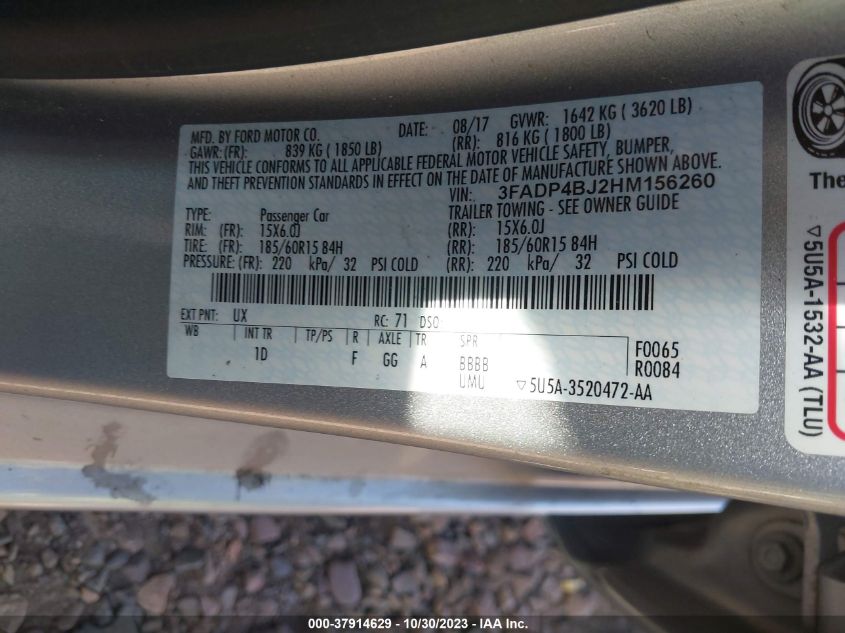 MFD. BY FORD MOTOR CO. DATE: 08/17 GVWR: 1642 KG ( 3620 LB)
GAWR:(FR): 839 KG ( 1850 LB) (RR): 816 KG ( 1800 LB)
THIS VEHICLE CONFORMS TO ALL APPLICABLE FEDERAL MOTOR VEHICLE SAFETY, BUMPER,
AND THEFT PREVENTION STANDARDS IN EFFECT ON THE DATE OF MANUFACTURE SHOWN ABOVE.
VIN: 3FADP4BJ2HM156260
TYPE: Passenger Car TRAILER TOWING - SEE OWNER GUIDE
RIM: (FR): 15X6.0J (RR): 15X6.0J
TIRE: (FR): 185/60R15 84H (RR): 185/60R15 84H
PRESSURE: (FR): 220 kPa/ 32 PSI COLD (RR): 220 kPa/ 32 PSI COLD
EXT PNT: UX RC: 71 DSO:
WB INT TR TP/PS R AXLE TR SPR
1D F GG A BBBB F0065
UMU R0084
▽5U5A-3520472-AA
The
▽5U5A-1532-AA (TLU)
000-37914629 - 10/30/2023 - IAA Inc.